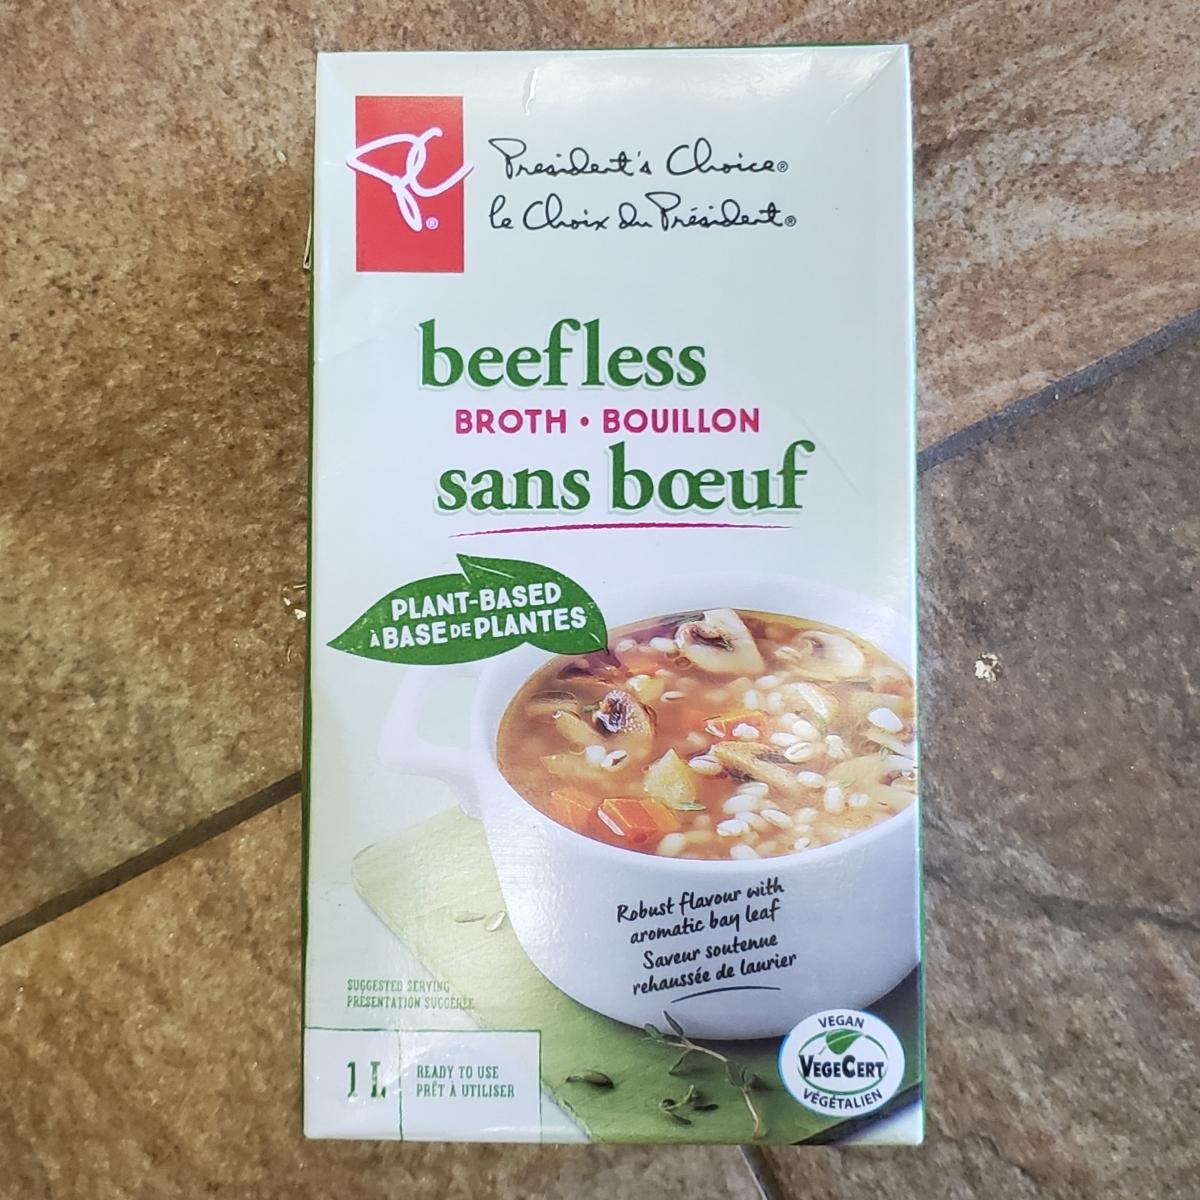 PC®
President's Choice®
le Choix du Président®
beefless
BROTH • BOUILLON
sans bœuf
PLANT-BASED
À BASE DE PLANTES
Robust flavour with
aromatic bay leaf
Saveur soutenue
rehaussée de laurier
SUGGESTED SERVING
PRÉSENTATION SUGGÉRÉE
1 L
READY TO USE
PRÊT À UTILISER
VEGAN
VEGECERT
VÉGÉTALIEN